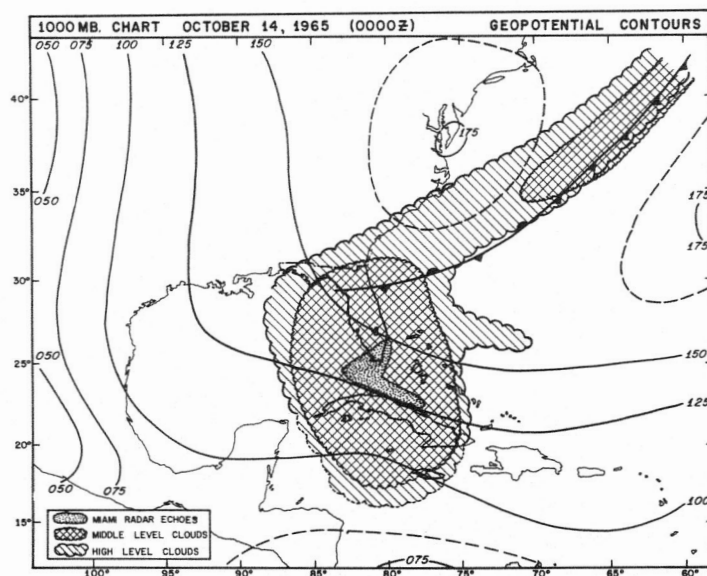 1000 MB. CHART OCTOBER 14, 1965 (0000Z) GEOPOTENTIAL CONTOURS
050 075 100 125 150
40°
175
35°
050
175
175
30°
25°
050
150
125
20°
100
15°
050 075
MIAMI RADAR ECHOES
MIDDLE LEVEL CLOUDS
HIGH LEVEL CLOUDS
075
100° 95° 90° 85° 80° 75° 70° 65° 60°